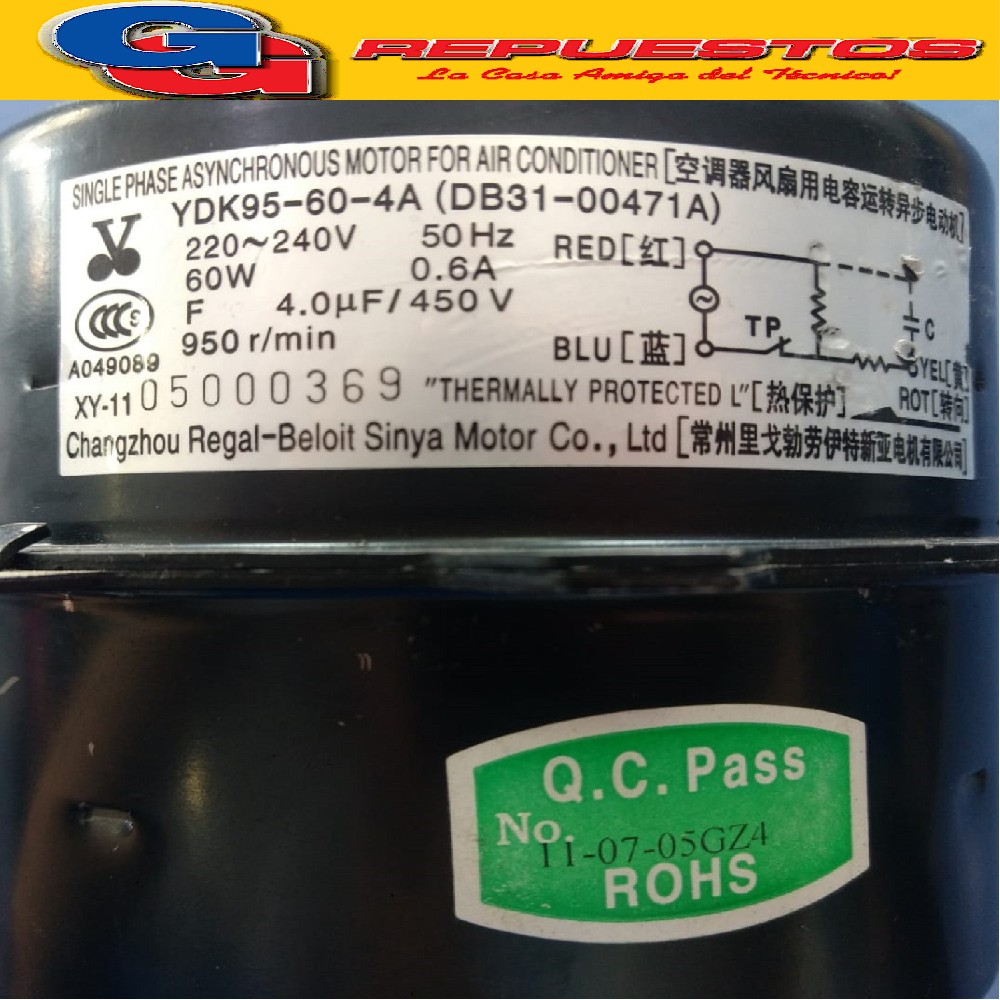 GG REPUESTOS
La Casa Amiga del Técnico!
SINGLE PHASE ASYNCHRONOUS MOTOR FOR AIR CONDITIONER [空调器风扇用电容运转异步电动机]
YDK95-60-4A (DB31-00471A)
220~240V 50Hz
60W 0.6A
F 4.0µF/450V
950 r/min
CCC S
A049089
RED[红]
BLU[蓝]
TP
C
YEL[黄]
ROT[转向]
XY-11 05000369 "THERMALLY PROTECTED L"[热保护]
Changzhou Regal-Beloit Sinya Motor Co., Ltd [常州里戈勃劳伊特新亚电机有限公司]
Q.C. Pass
No. 11-07-05GZ4
ROHS